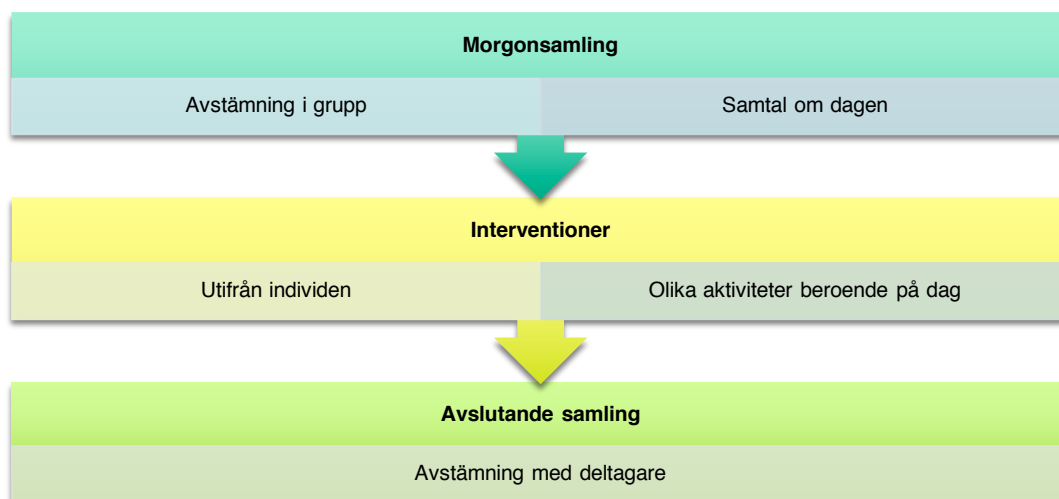 Morgonsamling
Avstämning i grupp
Samtal om dagen
Interventioner
Utifrån individen
Olika aktiviteter beroende på dag
Avslutande samling
Avstämning med deltagare